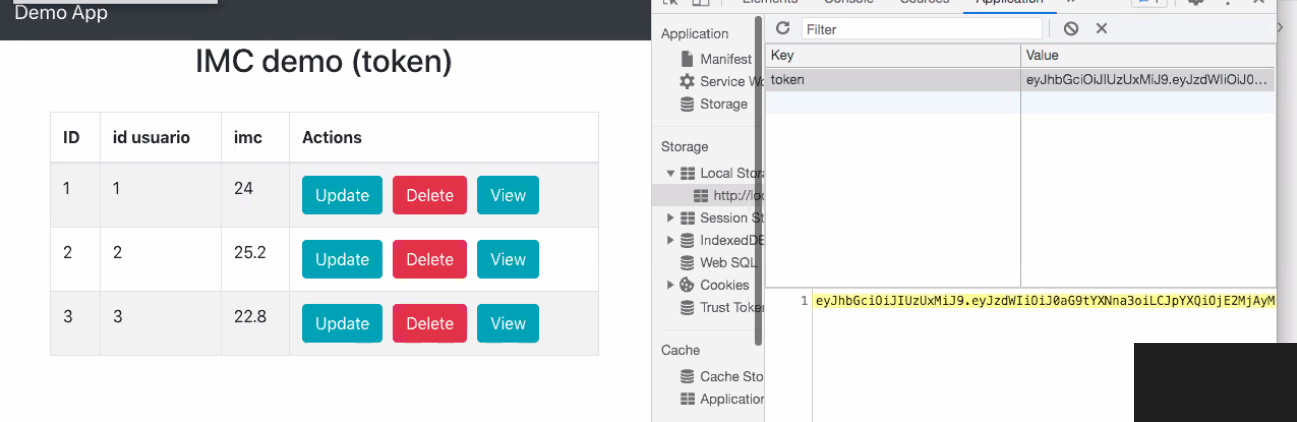 Demo App
IMC demo (token)
ID id usuario imc Actions
1 1 24 Update Delete View
2 2 25.2 Update Delete View
3 3 22.8 Update Delete View
Elements Console Sources Application
Application
Manifest
Service Wo
Storage
Storage
Local Stora
http://loc
Session St
IndexedDB
Web SQL
Cookies
Trust Token
Cache
Cache Sto
Application
Filter
Key Value
token eyJhbGciOiJIUzUxMiJ9.eyJzdWIiOiJ0...
1 eyJhbGciOiJIUzUxMiJ9.eyJzdWIiOiJ0aG9tYXNna3oiLCJpYXQiOjE2MjAyM